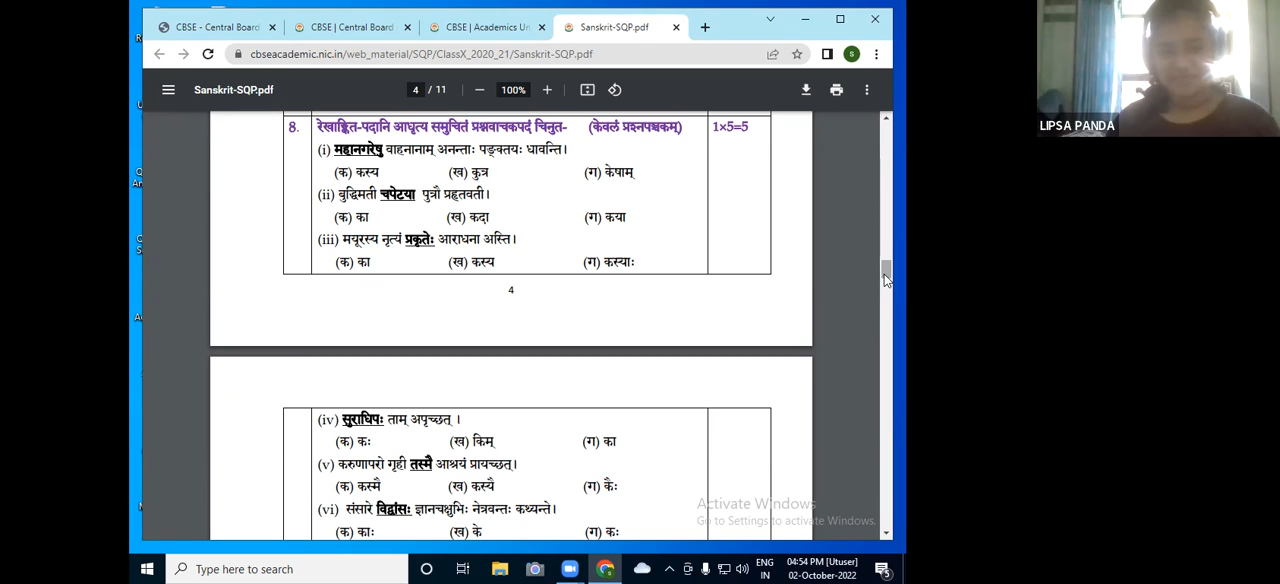 CBSE - Central Board CBSE | Central Board CBSE | Academics Un Sanskrit-SQP.pdf
cbseacademic.nic.in/web_material/SQP/ClassX_2020_21/Sanskrit-SQP.pdf
Sanskrit-SQP.pdf 4 / 11 100%
LIPSA PANDA
8. रेखाङ्कित-पदानि आधृत्य समुचितं प्रश्नवाचकपदं चिनुत- (केवलं प्रश्नपञ्चकम्) 1×5=5
(i) महानगरेषु वाहनानाम् अनन्ताः पङ्क्तयः धावन्ति।
(क) कस्य (ख) कुत्र (ग) केषाम्
(ii) बुद्धिमती चपेटया पुत्रौ प्रहृतवती।
(क) का (ख) कदा (ग) कया
(iii) मयूरस्य नृत्यं प्रकृतेः आराधना अस्ति।
(क) का (ख) कस्य (ग) कस्याः
4
(iv) सुराधिपः ताम् अपृच्छत् ।
(क) कः (ख) किम् (ग) का
(v) करुणापरो गृही तस्मै आश्रयं प्रायच्छत्।
(क) कस्मै (ख) कस्यै (ग) कैः
(vi) संसारे विद्वांसः ज्ञानचक्षुभिः नेत्रवन्तः कथ्यन्ते।
(क) काः (ख) के (ग) कः
Activate Windows
Go to Settings to activate Windows.
Type here to search
ENG
IN
04:54 PM [Utuser]
02-October-2022
5